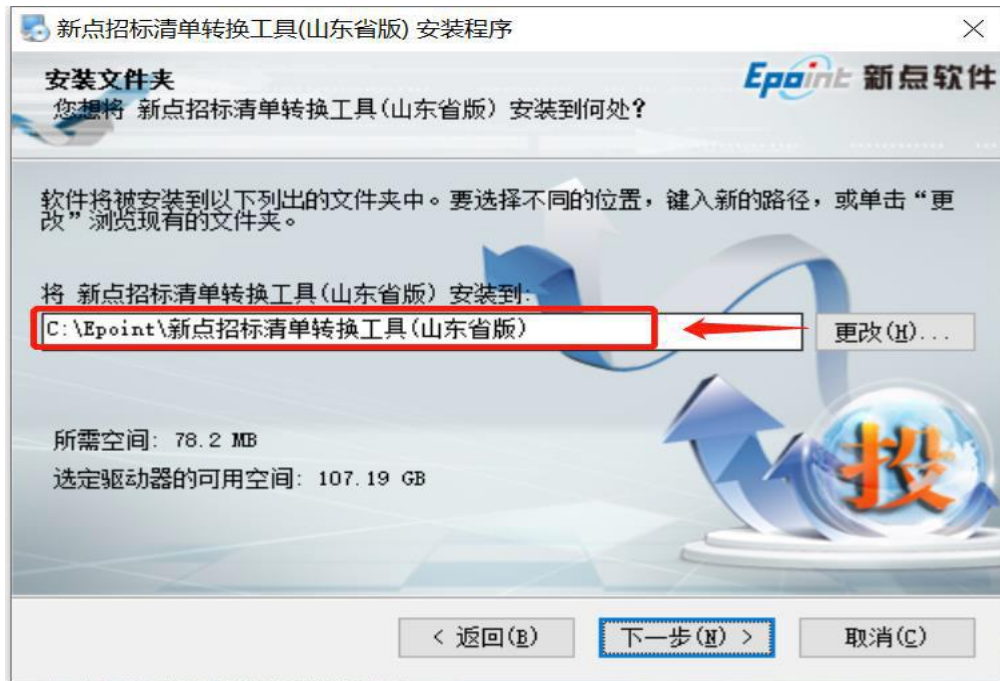 新点招标清单转换工具(山东省版) 安装程序
安装文件夹
您想将 新点招标清单转换工具(山东省版) 安装到何处?
Epoint 新点软件
软件将被安装到以下列出的文件夹中。要选择不同的位置，键入新的路径，或单击“更
改”浏览现有的文件夹。
将 新点招标清单转换工具(山东省版) 安装到:
C:\Epoint\新点招标清单转换工具(山东省版)
更改(H)...
所需空间: 78.2 MB
选定驱动器的可用空间: 107.19 GB
投
< 返回(B)
下一步(N) >
取消(C)